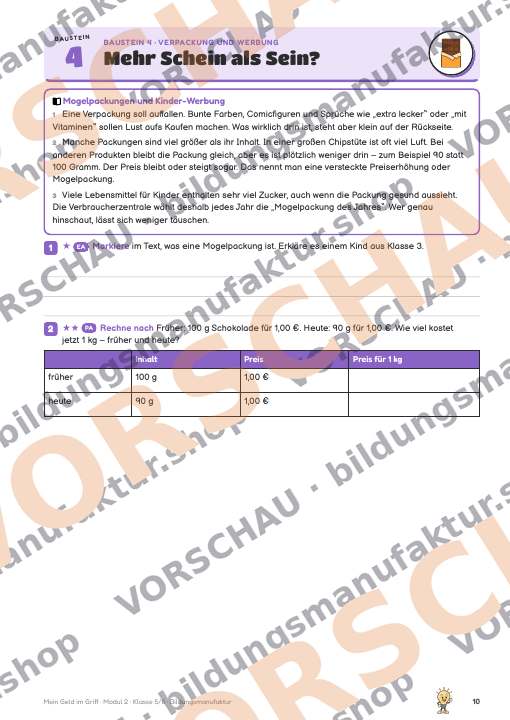 BAUSTEIN
4
BAUSTEIN 4 · VERPACKUNG UND WERBUNG
Mehr Schein als Sein?
Mogelpackungen und Kinder-Werbung
1 Eine Verpackung soll auffallen. Bunte Farben, Comicfiguren und Sprüche wie „extra lecker“ oder „mit
Vitaminen“ sollen Lust aufs Kaufen machen. Was wirklich drin ist, steht aber klein auf der Rückseite.
2 Manche Packungen sind viel größer als ihr Inhalt. In einer großen Chipstüte ist oft viel Luft. Bei
anderen Produkten bleibt die Packung gleich, aber es ist plötzlich weniger drin – zum Beispiel 90 statt
100 Gramm. Der Preis bleibt oder steigt sogar. Das nennt man eine versteckte Preiserhöhung oder
Mogelpackung.
3 Viele Lebensmittel für Kinder enthalten sehr viel Zucker, auch wenn die Packung gesund aussieht.
Die Verbraucherzentrale wählt deshalb jedes Jahr die „Mogelpackung des Jahres“. Wer genau
hinschaut, lässt sich weniger täuschen.
1 ★ EA Markiere im Text, was eine Mogelpackung ist. Erkläre es einem Kind aus Klasse 3.
2 ★★ PA Rechne nach Früher: 100 g Schokolade für 1,00 €. Heute: 90 g für 1,00 €. Wie viel kostet
jetzt 1 kg – früher und heute?
Inhalt Preis Preis für 1 kg
früher 100 g 1,00 €
heute 90 g 1,00 €
Mein Geld im Griff · Modul 2 · Klasse 5/6 · Bildungsmanufaktur
10
VORSCHAU · bildungsmanufaktur.shop
VORSCHAU